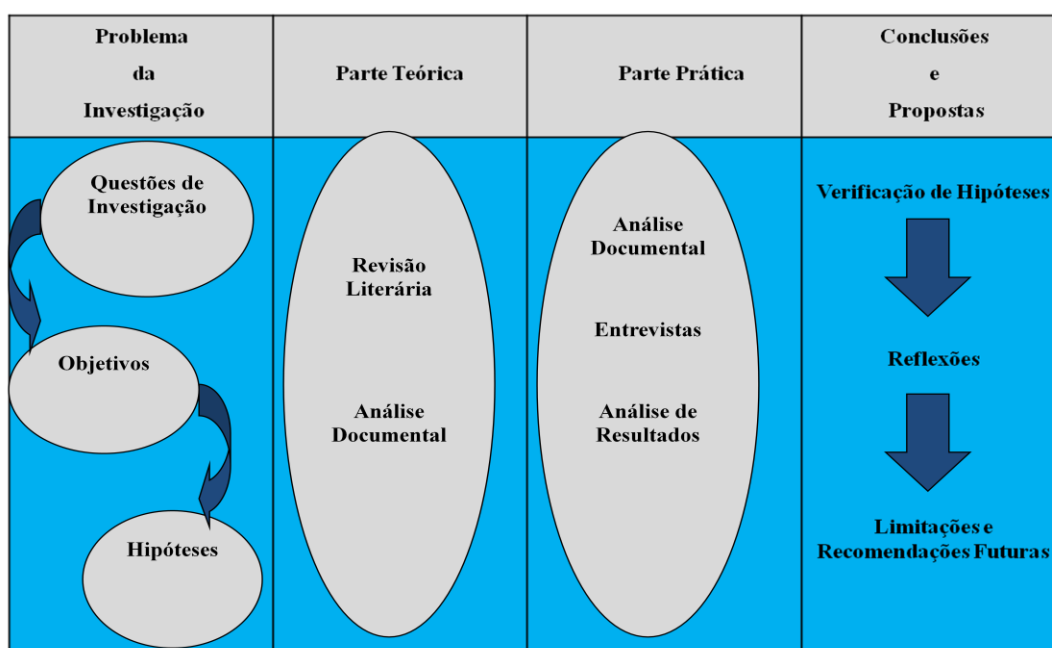 Problema
da
Investigação
Parte Teórica
Parte Prática
Conclusões
e
Propostas
Questões de
Investigação
Objetivos
Hipóteses
Revisão
Literária
Análise
Documental
Análise
Documental
Entrevistas
Análise de
Resultados
Verificação de Hipóteses
Reflexões
Limitações e
Recomendações Futuras